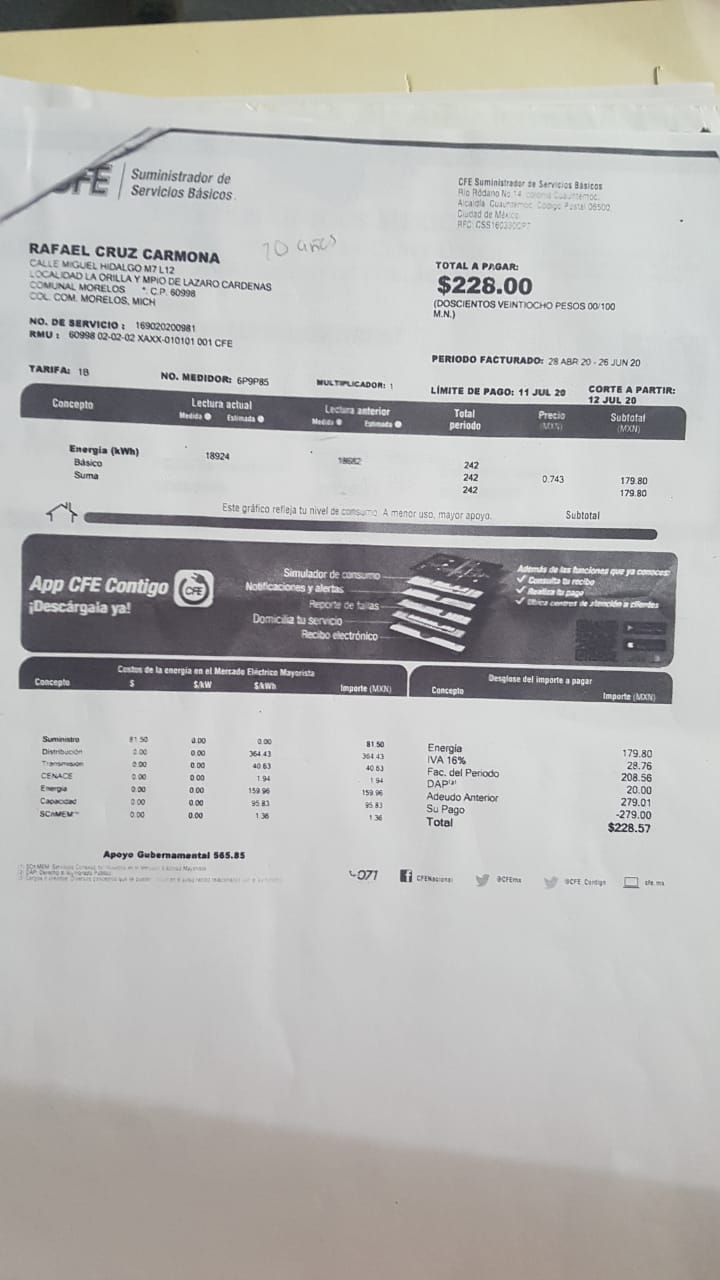 CFE
Suministrador de
Servicios Básicos
CFE Suministrador de Servicios Básicos
Río Ródano No.14, colonia Cuauhtémoc,
Alcaldía Cuauhtémoc, Código Postal 06500,
Ciudad de México.
RFC:
10 años
RAFAEL CRUZ CARMONA
CALLE MIGUEL HIDALGO M7 L12
LOCALIDAD LA ORILLA Y MPIO DE LAZARO CARDENAS
COMUNAL MORELOS *. C.P. 60998
COL. COM. MORELOS, MICH
TOTAL A PAGAR:
$228.00
(DOSCIENTOS VEINTIOCHO PESOS 00/100
M.N.)
NO. DE SERVICIO : 169020200981
RMU : 60998 02-02-02 XAXX-010101 001 CFE
PERIODO FACTURADO: 28 ABR 20 - 26 JUN 20
TARIFA: 1B NO. MEDIDOR: 6P9P85 MULTIPLICADOR: 1 LÍMITE DE PAGO: 11 JUL 20 CORTE A PARTIR:
12 JUL 20
Concepto Lectura actual Lectura anterior Total Precio Subtotal
Medida Estimada Medida Estimada periodo (MXN) (MXN)
Energía (kWh) 18924 18682 242
Básico 242 0.743 179.80
Suma 242 179.80
Este gráfico refleja tu nivel de consumo. A menor uso, mayor apoyo. Subtotal
App CFE Contigo
¡Descárgala ya!
CFE
Simulador de consumo
Notificaciones y alertas
Reporte de fallas
Domicilia tu servicio
Recibo electrónico
Además de las funciones que ya conoces:
Consulta tu recibo
Realiza tu pago
Ubica centros de atención a clientes
Costos de la energía en el Mercado Eléctrico Mayorista
Concepto $ $/kW $/kWh Importe (MXN)
Suministro 81.50 0.00 0.00 81.50
Distribución 0.00 0.00 364.43 364.43
Transmisión 0.00 0.00 40.63 40.63
CENACE 0.00 0.00 1.94 1.94
Energía 0.00 0.00 159.96 159.96
Capacidad 0.00 0.00 95.83 95.83
SCnMEM 0.00 0.00 1.36 1.36
Desglose del importe a pagar
Concepto Importe (MXN)
Energía 179.80
IVA 16% 28.76
Fac. del Periodo 208.56
DAP 20.00
Adeudo Anterior 279.01
Su Pago -279.00
Total $228.57
Apoyo Gubernamental 565.85
071 CFENacional @CFEmx @CFE_Contigo cfe.mx